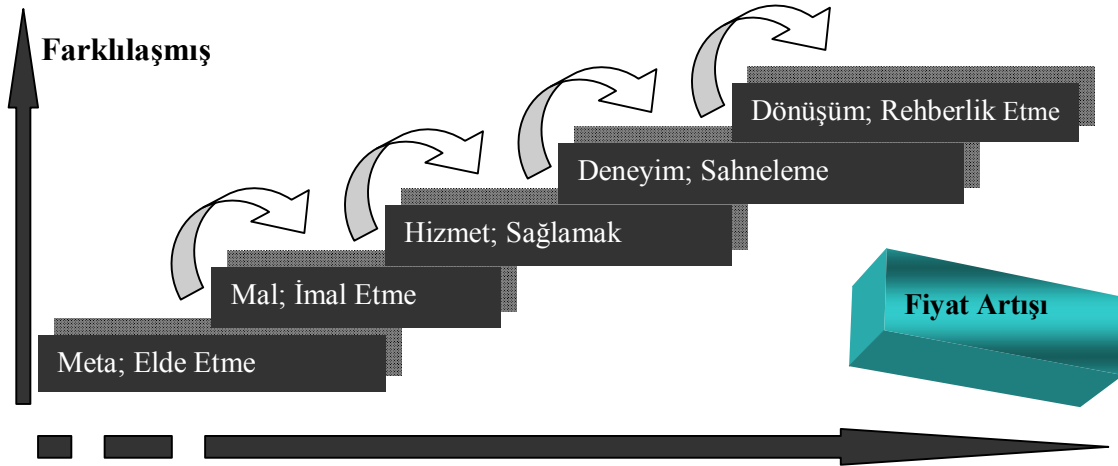 Farklılaşmış
Dönüşüm; Rehberlik Etme
Deneyim; Sahneleme
Hizmet; Sağlamak
Mal; İmal Etme
Fiyat Artışı
Meta; Elde Etme